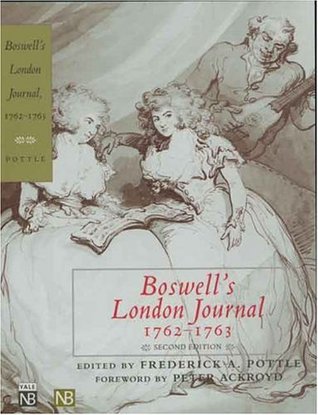 Boswell's
London
Journal,
1762–1763
POTTLE
YALE
NB
NB
Boswell's
London Journal
1762–1763
SECOND EDITION
EDITED BY FREDERICK A. POTTLE
FOREWORD BY PETER ACKROYD